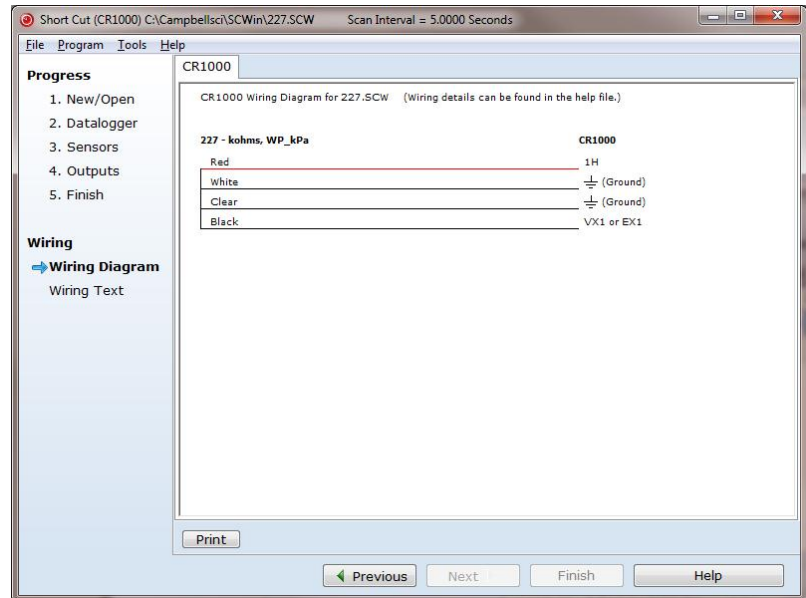 Short Cut (CR1000) C:\Campbellsci\SCWin\227.SCW Scan Interval = 5.0000 Seconds
File Program Tools Help
Progress
1. New/Open
2. Datalogger
3. Sensors
4. Outputs
5. Finish
Wiring
Wiring Diagram
Wiring Text
CR1000
CR1000 Wiring Diagram for 227.SCW (Wiring details can be found in the help file.)
227 - kohms, WP_kPa CR1000
Red 1H
White (Ground)
Clear (Ground)
Black VX1 or EX1
Print
Previous Next Finish Help